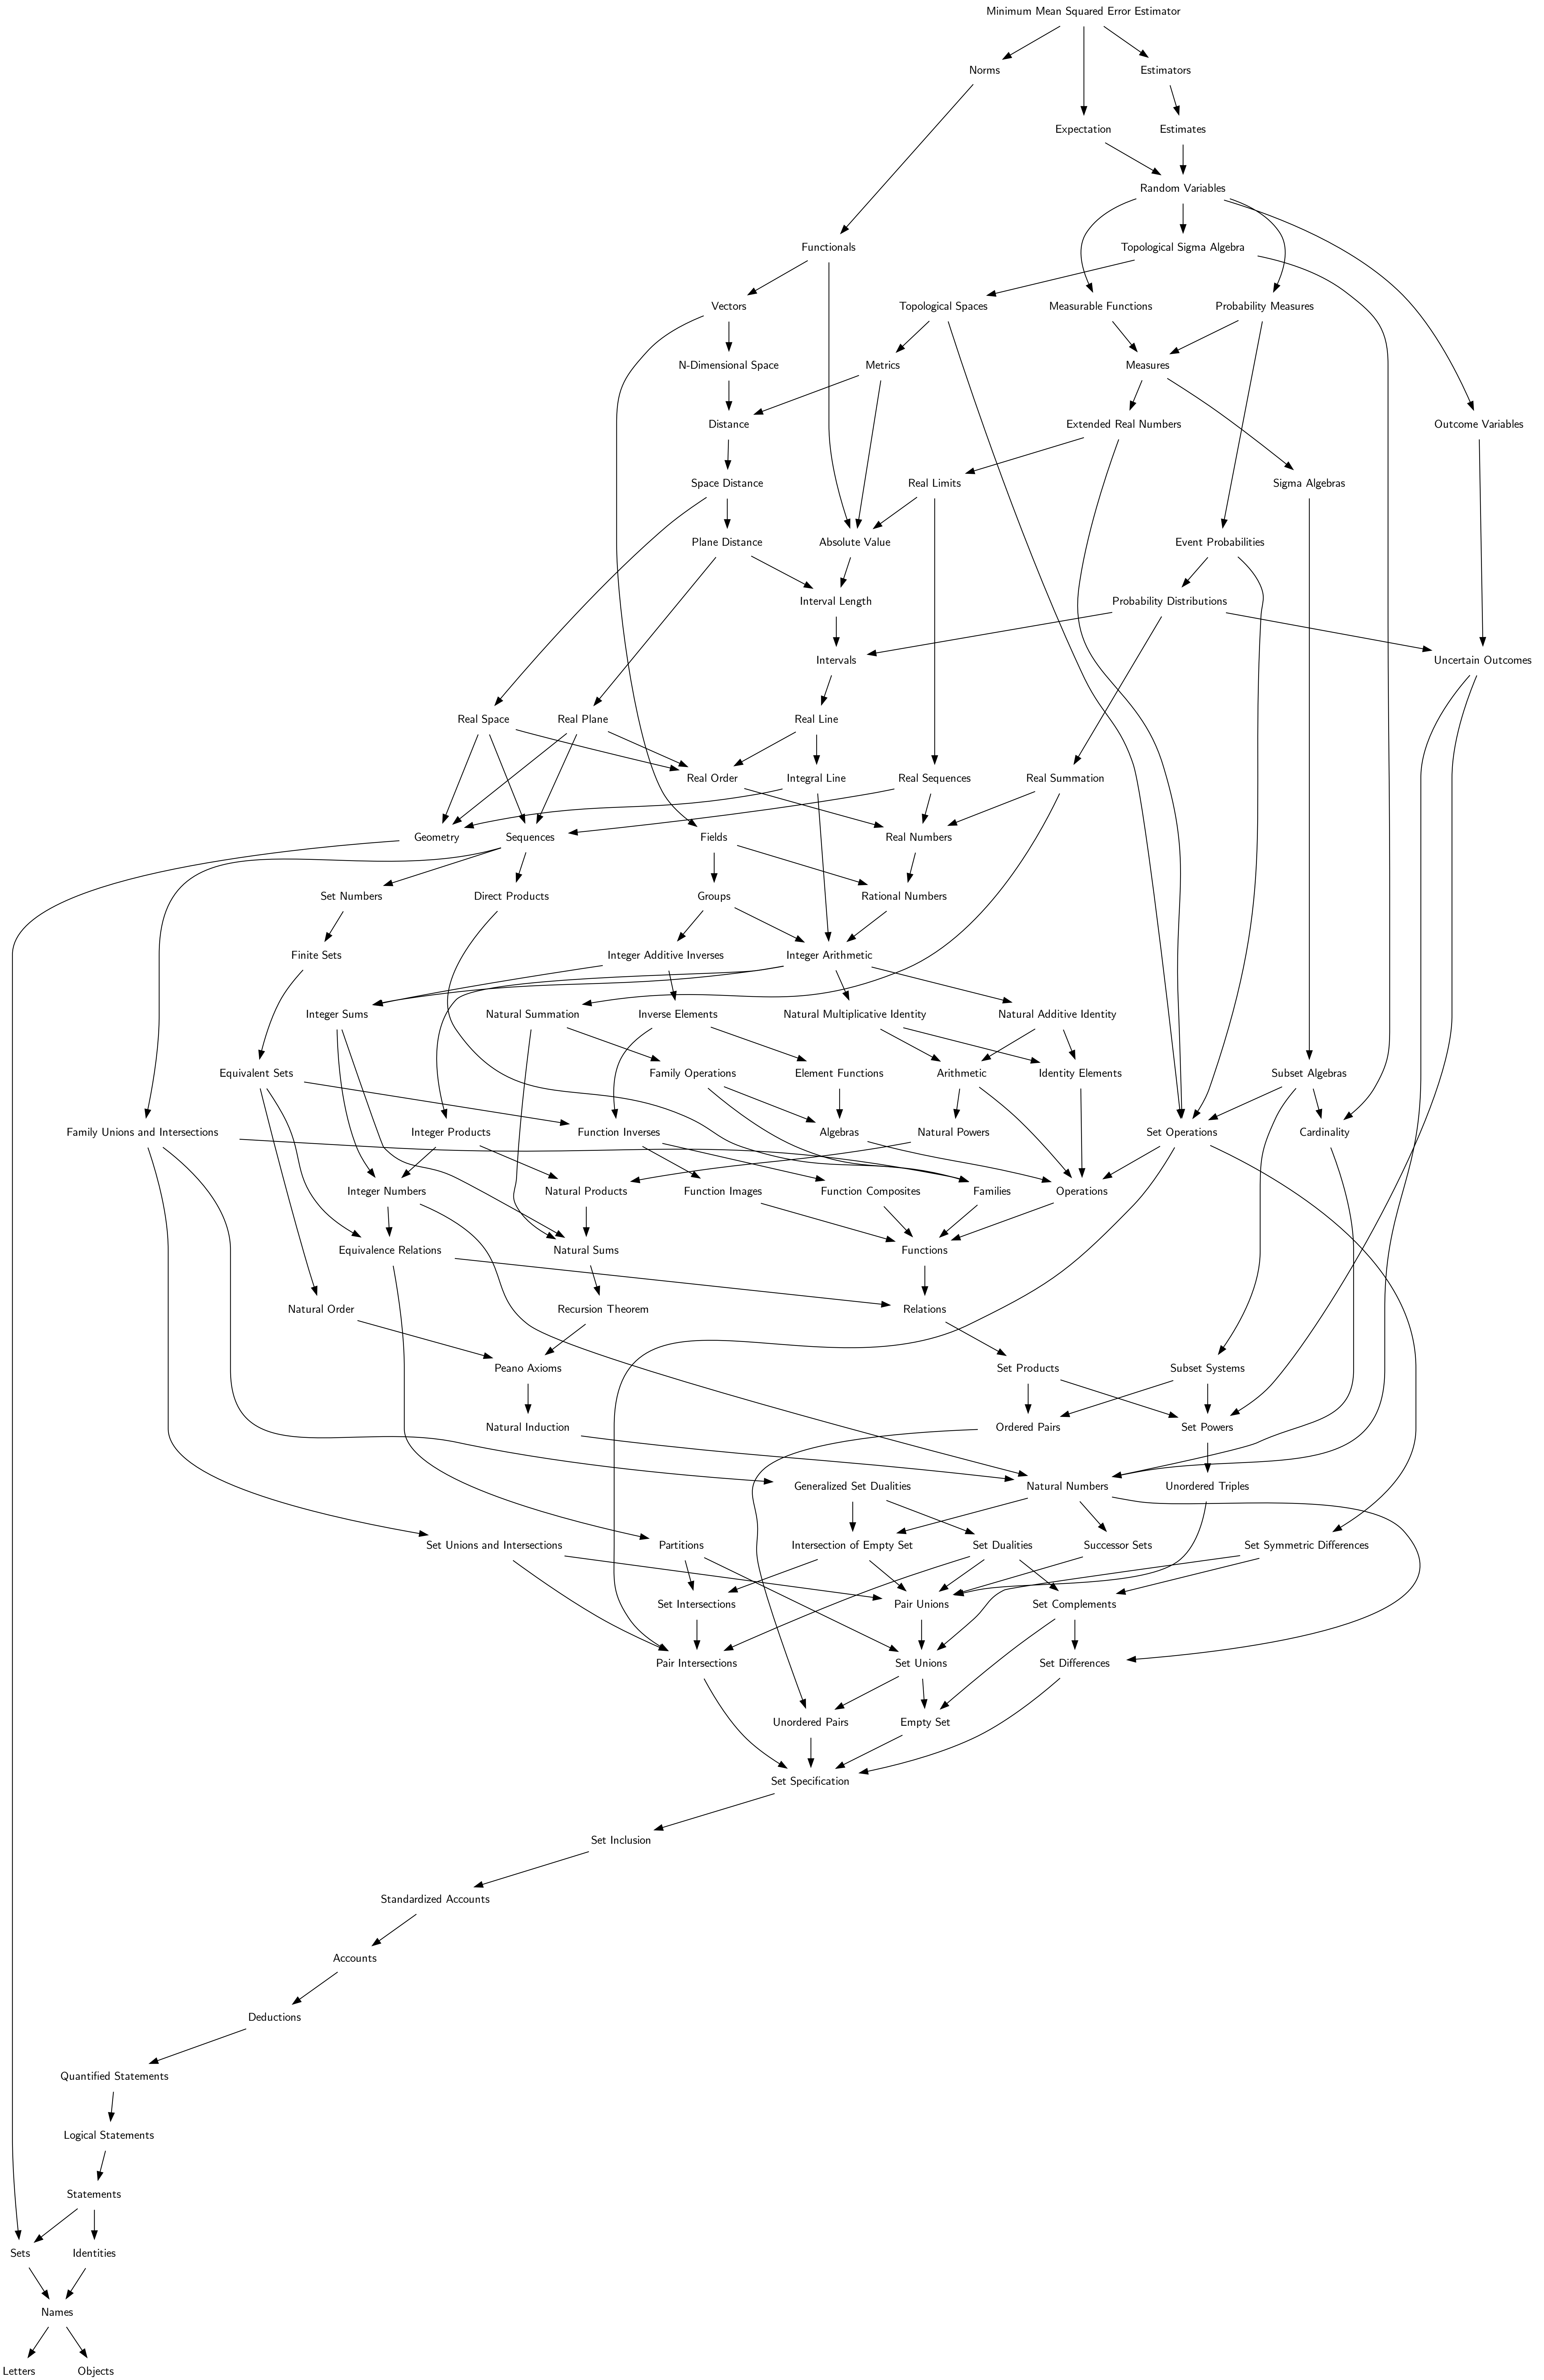 Minimum Mean Squared Error Estimator
Norms
Estimators
Expectation
Estimates
Random Variables
Functionals
Topological Sigma Algebra
Vectors
Topological Spaces
Measurable Functions
Probability Measures
N-Dimensional Space
Metrics
Measures
Distance
Extended Real Numbers
Outcome Variables
Space Distance
Real Limits
Sigma Algebras
Plane Distance
Absolute Value
Event Probabilities
Interval Length
Probability Distributions
Intervals
Uncertain Outcomes
Real Space
Real Plane
Real Line
Real Order
Integral Line
Real Sequences
Real Summation
Geometry
Sequences
Fields
Real Numbers
Set Numbers
Direct Products
Groups
Rational Numbers
Finite Sets
Integer Additive Inverses
Integer Arithmetic
Integer Sums
Natural Summation
Inverse Elements
Natural Multiplicative Identity
Natural Additive Identity
Equivalent Sets
Family Operations
Element Functions
Arithmetic
Identity Elements
Subset Algebras
Family Unions and Intersections
Integer Products
Function Inverses
Algebras
Natural Powers
Set Operations
Cardinality
Integer Numbers
Natural Products
Function Images
Function Composites
Families
Operations
Equivalence Relations
Natural Sums
Functions
Natural Order
Recursion Theorem
Relations
Peano Axioms
Set Products
Subset Systems
Natural Induction
Ordered Pairs
Set Powers
Generalized Set Dualities
Natural Numbers
Unordered Triples
Set Unions and Intersections
Partitions
Intersection of Empty Set
Set Dualities
Successor Sets
Set Symmetric Differences
Set Intersections
Pair Unions
Set Complements
Pair Intersections
Set Unions
Set Differences
Unordered Pairs
Empty Set
Set Specification
Set Inclusion
Standardized Accounts
Accounts
Deductions
Quantified Statements
Logical Statements
Statements
Sets
Identities
Names
Letters
Objects